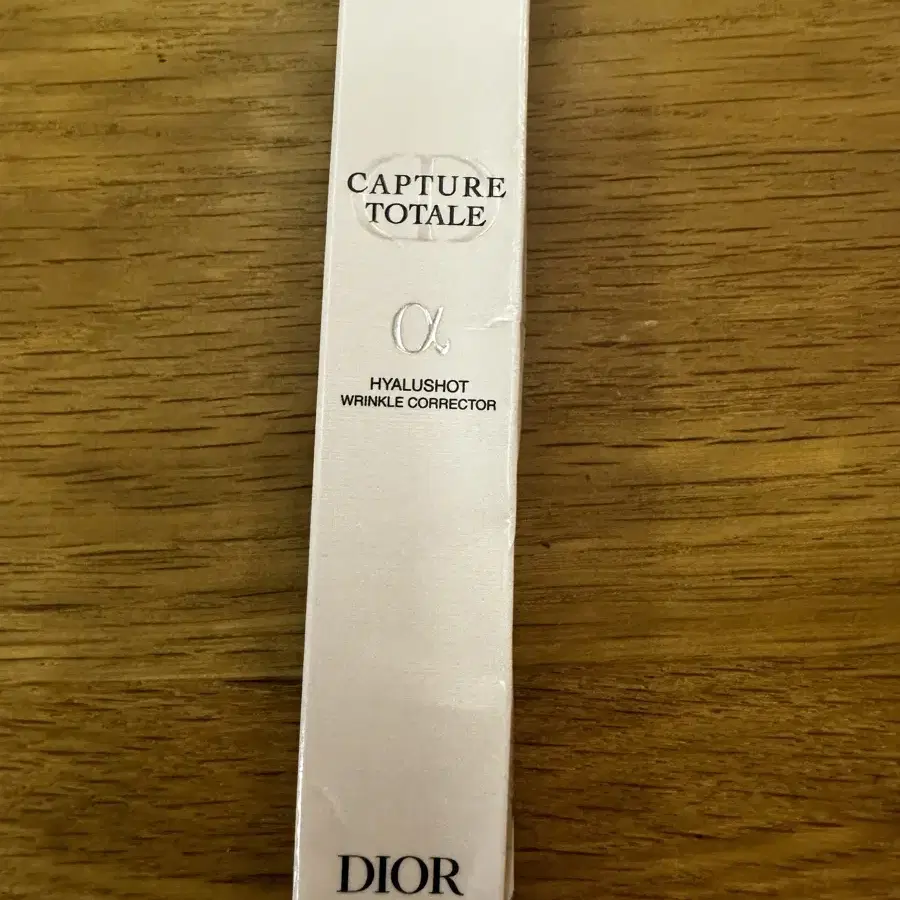 CAPTURE
TOTALE
α
HYALUSHOT
WRINKLE CORRECTOR
DIOR